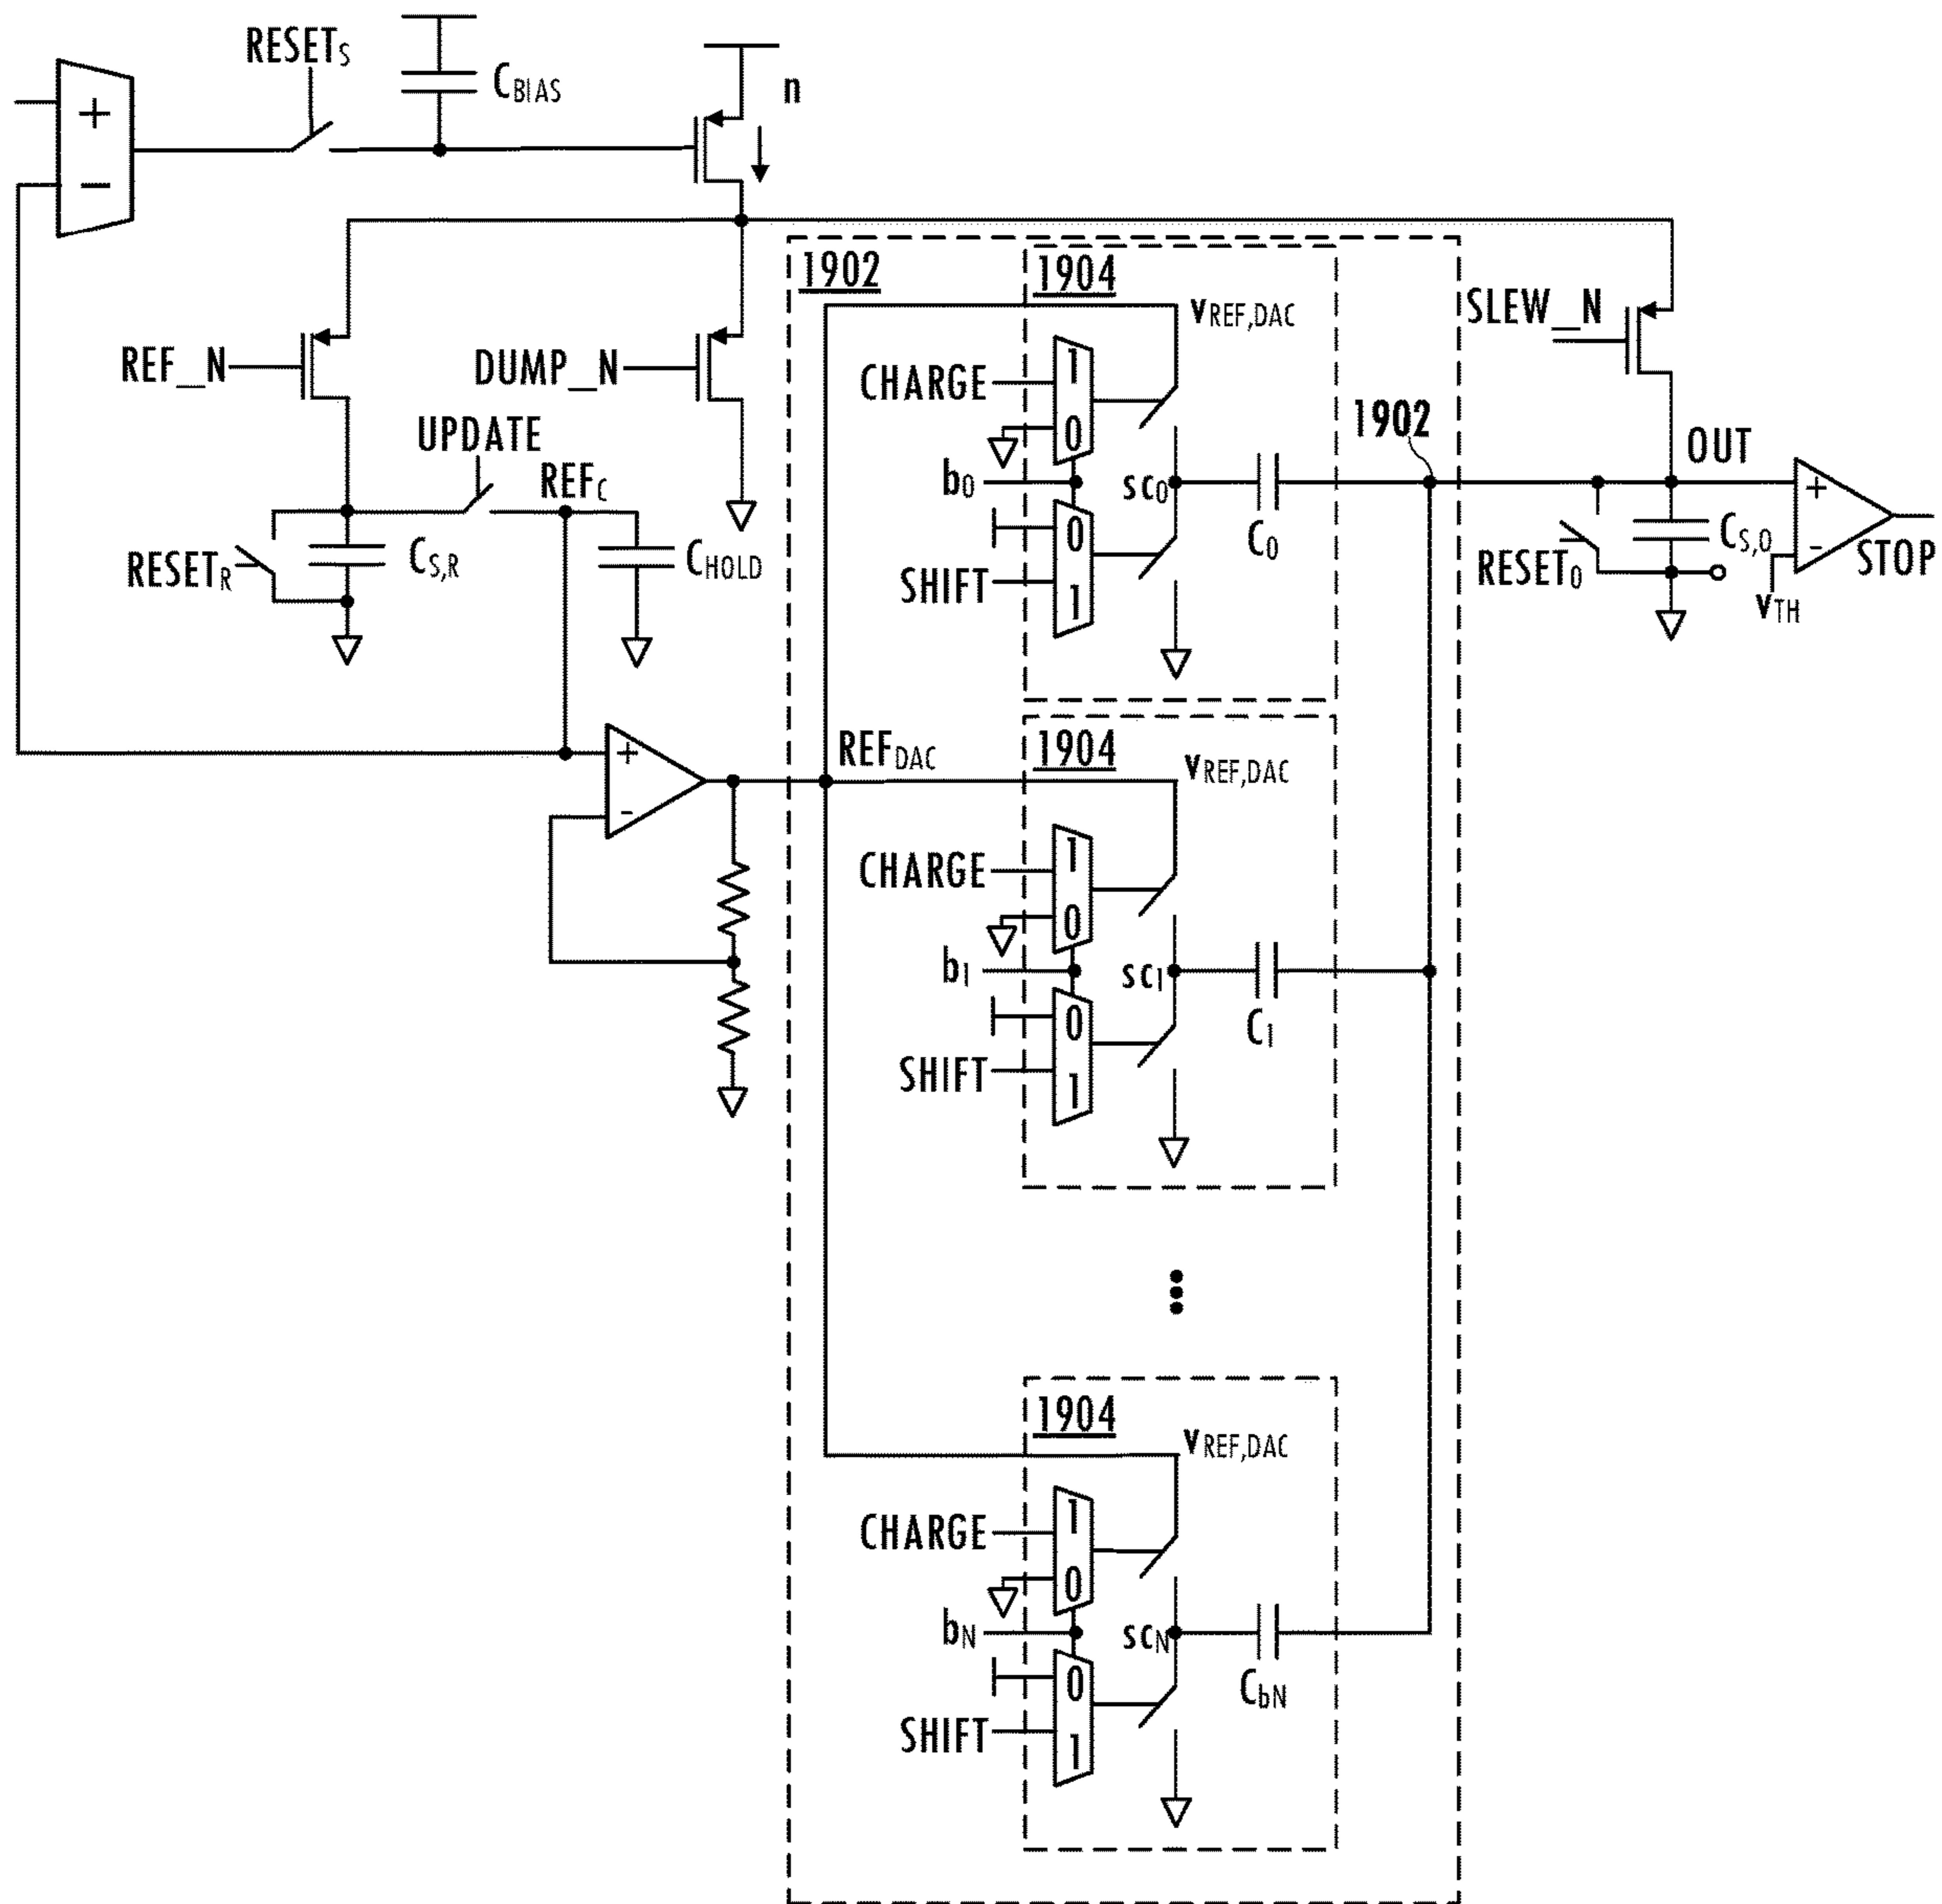 RESETS
CBIAS
n
+
−
1902
1904
vREF,DAC
SLEW_N
REF_N
DUMP_N
CHARGE
1
0
UPDATE
REFC
b0
sc0
C0
1902
OUT
+
-
STOP
vTH
RESETR
CS,R
CHOLD
0
SHIFT
1
RESETO
CS,O
+
-
REFDAC
1904
vREF,DAC
CHARGE
1
0
b1
sc1
C1
0
SHIFT
1
1904
vREF,DAC
CHARGE
1
0
bN
scN
CbN
0
SHIFT
1